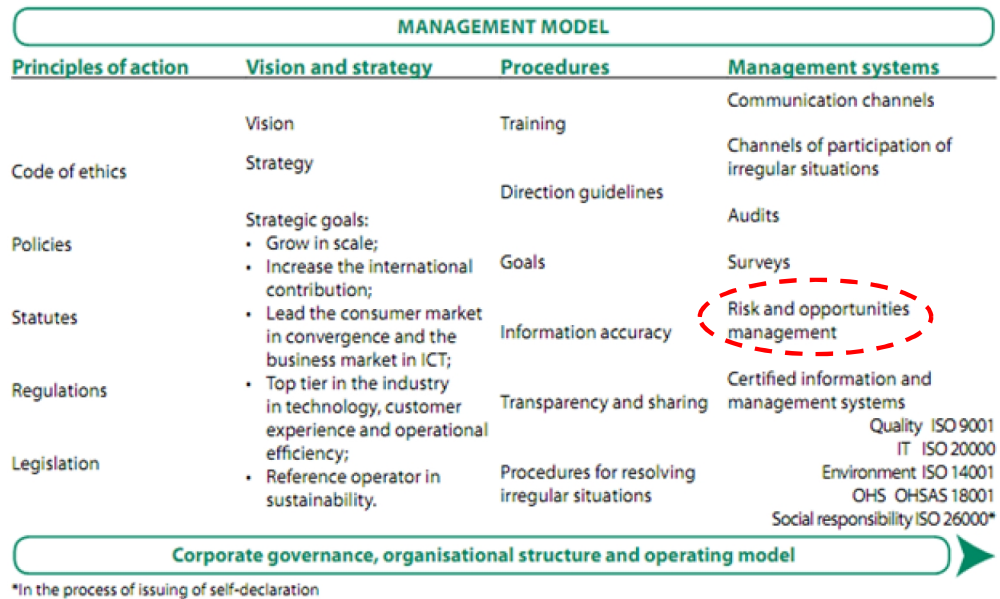 MANAGEMENT MODEL
Principles of action
Code of ethics
Policies
Statutes
Regulations
Legislation
Vision and strategy
Vision
Strategy
Strategic goals:
• Grow in scale;
• Increase the international
contribution;
• Lead the consumer market
in convergence and the
business market in ICT;
• Top tier in the industry
in technology, customer
experience and operational
efficiency;
• Reference operator in
sustainability.
Procedures
Training
Direction guidelines
Goals
Information accuracy
Transparency and sharing
Procedures for resolving
irregular situations
Management systems
Communication channels
Channels of participation of
irregular situations
Audits
Surveys
Risk and opportunities
management
Certified information and
management systems
Quality ISO 9001
IT ISO 20000
Environment ISO 14001
OHS OHSAS 18001
Social responsibility ISO 26000*
Corporate governance, organisational structure and operating model
*In the process of issuing of self-declaration